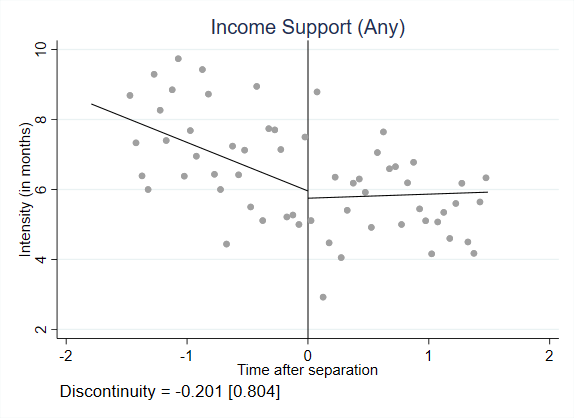 Income Support (Any)
Intensity (in months)
10
8
6
4
2
-2 -1 0 1 2
Time after separation
Discontinuity = -0.201 [0.804]